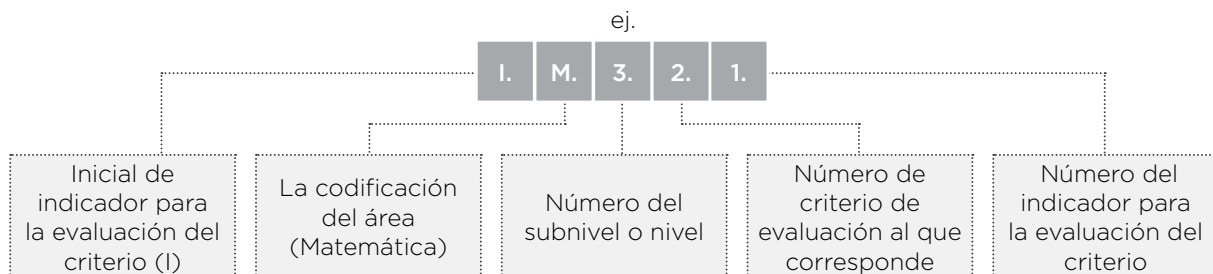 ej.
I. M. 3. 2. 1.
Inicial de
indicador para
la evaluación del
criterio (I)
La codificación
del área
(Matemática)
Número del
subnivel o nivel
Número de
criterio de
evaluación al que
corresponde
Número del
indicador para
la evaluación del
criterio